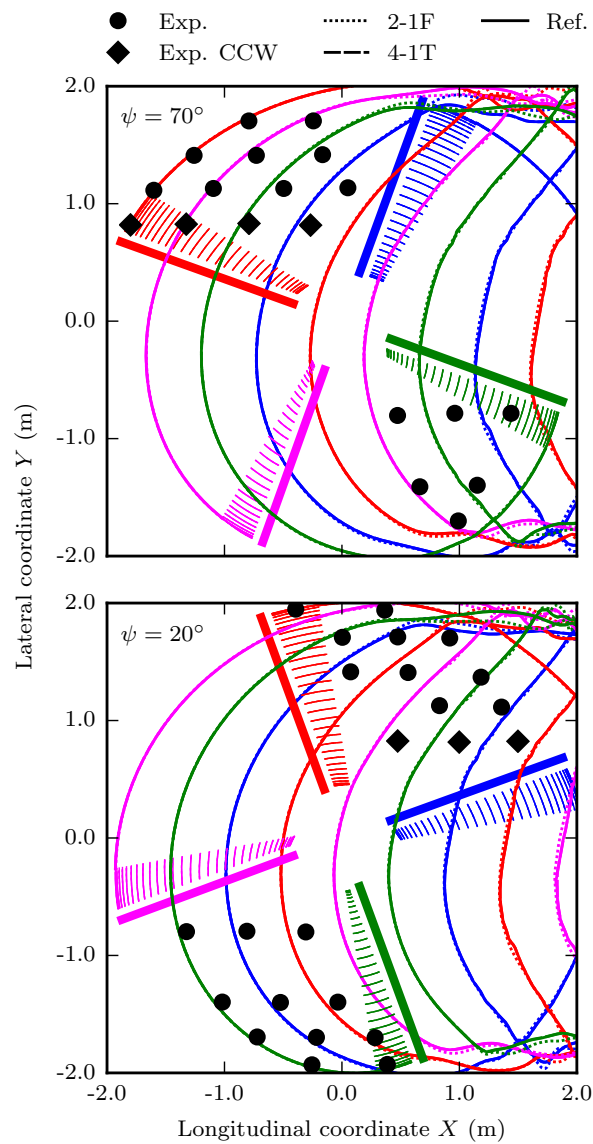 Exp. 2-1F Ref.
Exp. CCW 4-1T
2.0
ψ = 70°
1.0
0.0
-1.0
-2.0
Lateral coordinate Y (m)
2.0
ψ = 20°
1.0
0.0
-1.0
-2.0
-2.0 -1.0 0.0 1.0 2.0
Longitudinal coordinate X (m)